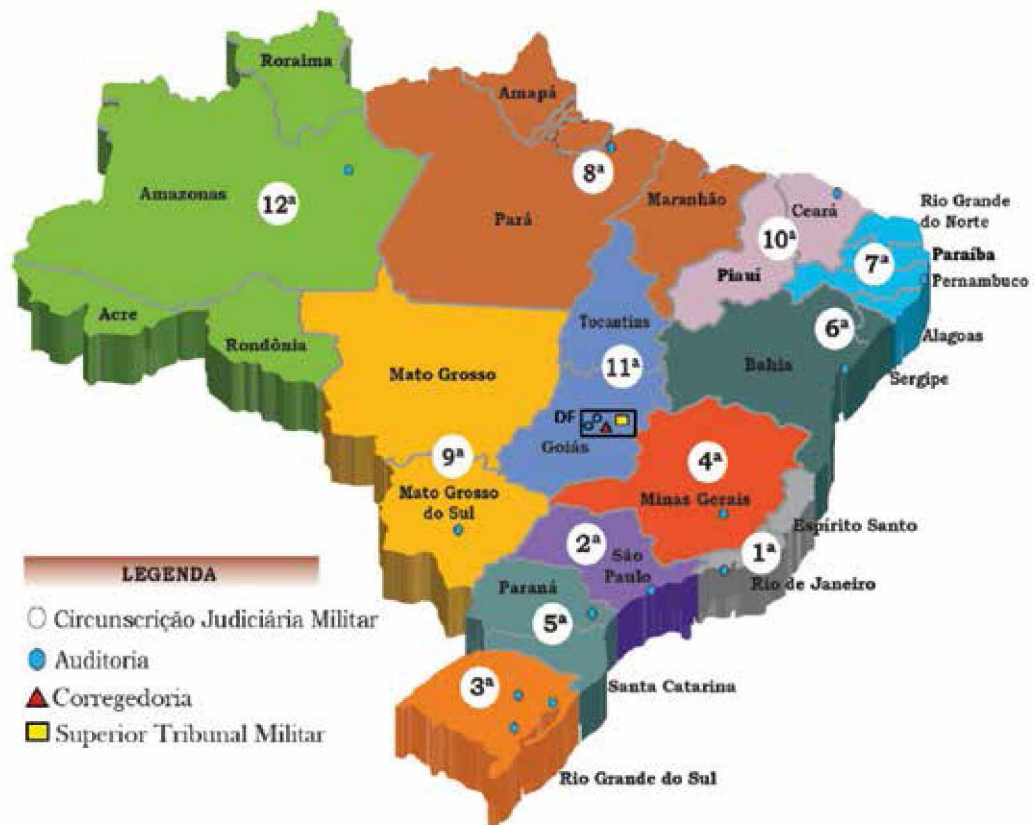 Roraima
Amapá
Amazonas
12ª
8ª
Pará
Maranhão
Ceará
Rio Grande
do Norte
10ª
7ª
Paraíba
Piauí
Pernambuco
Acre
Rondônia
Tocantins
6ª
Alagoas
Mato Grosso
11ª
Bahia
Sergipe
DF
Goiás
9ª
4ª
Mato Grosso
do Sul
Minas Gerais
Espírito Santo
2ª
São
Paulo
1ª
Rio de Janeiro
Paraná
5ª
3ª
Santa Catarina
Rio Grande do Sul
LEGENDA
Circunscrição Judiciária Militar
Auditoria
Corregedoria
Superior Tribunal Militar